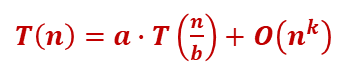 T(n) = a · T(n/b) + O(n^k)